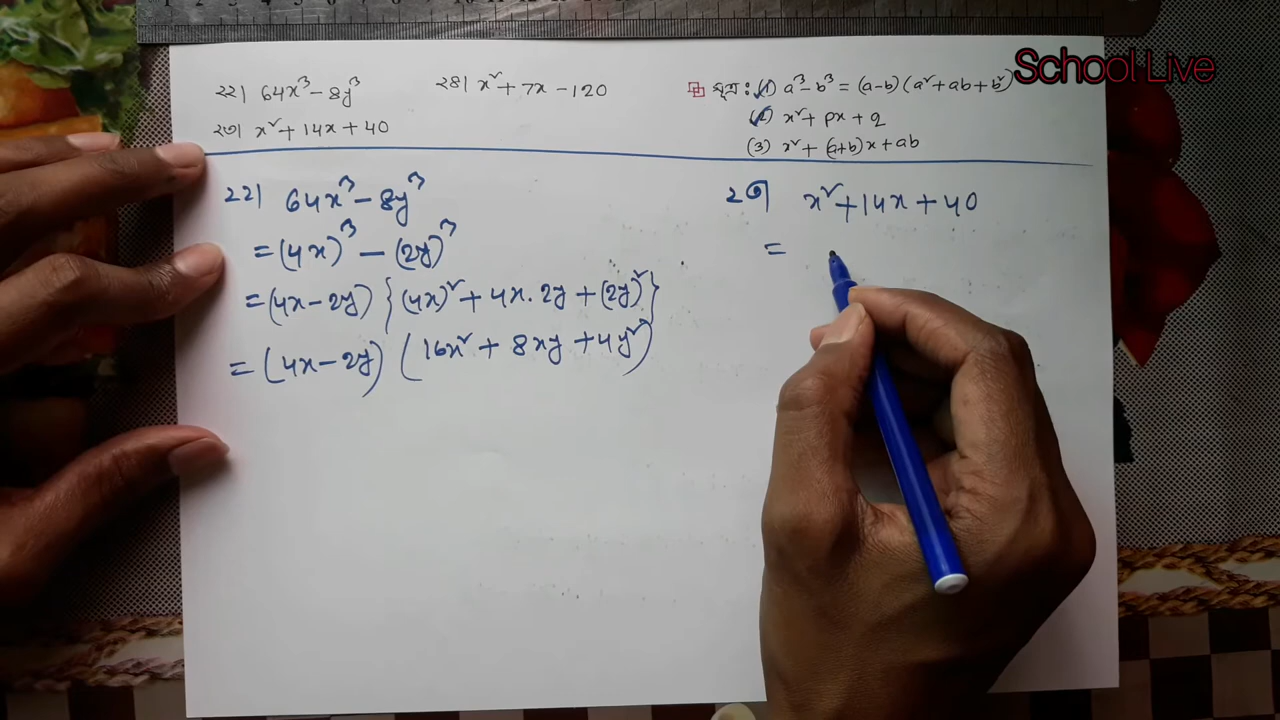 School Live
২২। 64x³ - 8y³
২৪। x² + 7x - 120
সূত্র : (১) a³ - b³ = (a-b) (a² + ab + b²)
২৩। x² + 14x + 40
(২) x² + px + q
(3) x² + (a+b)x + ab
২২। 64x³ - 8y³
= (4x)³ - (2y)³
= (4x - 2y) {(4x)² + 4x. 2y + (2y)²}
= (4x - 2y) (16x² + 8xy + 4y²)
২৩। x² + 14x + 40
=